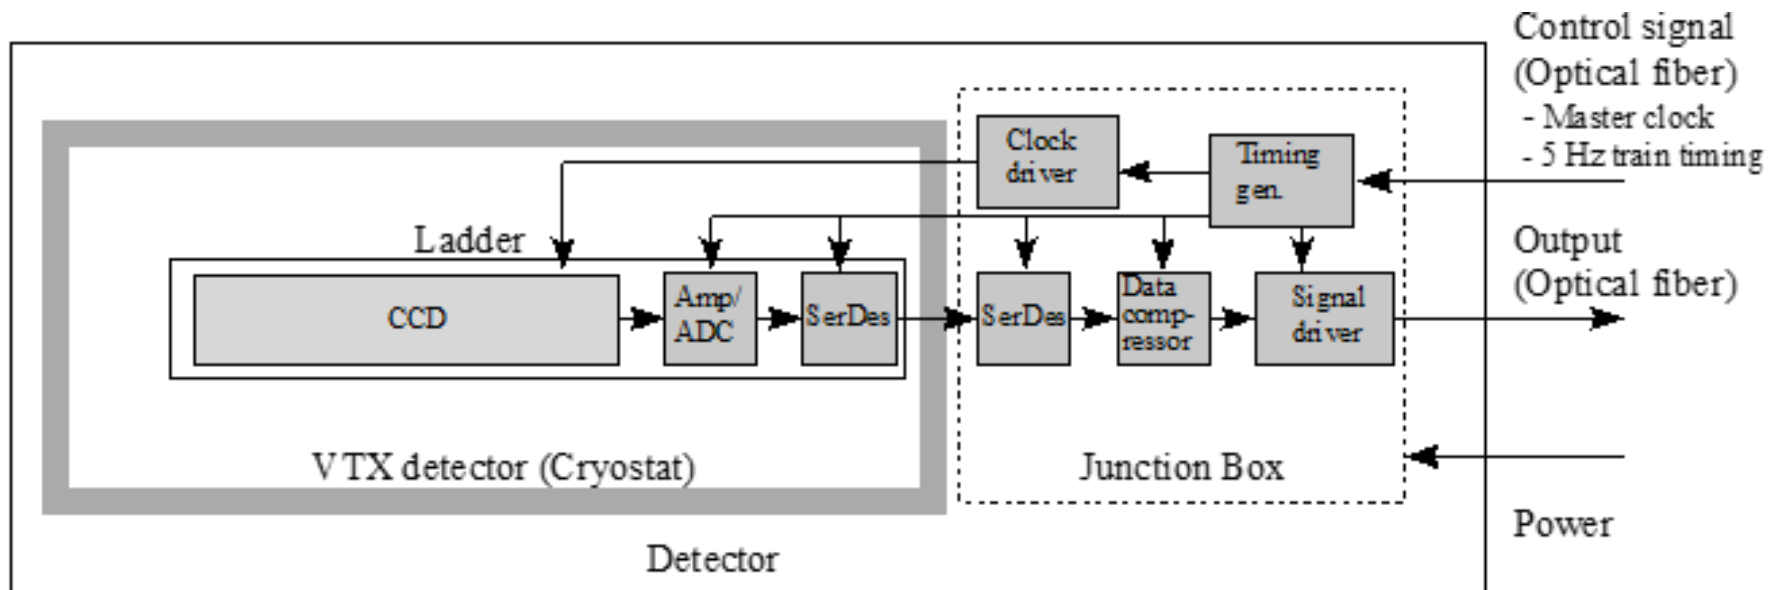 Control signal
(Optical fiber)
- Master clock
- 5 Hz train timing
Clock
driver
Timing
gen.
Ladder
Output
(Optical fiber)
CCD
Amp/
ADC
SerDes
SerDes
Data
comp-
ressor
Signal
driver
VTX detector (Cryostat)
Junction Box
Power
Detector